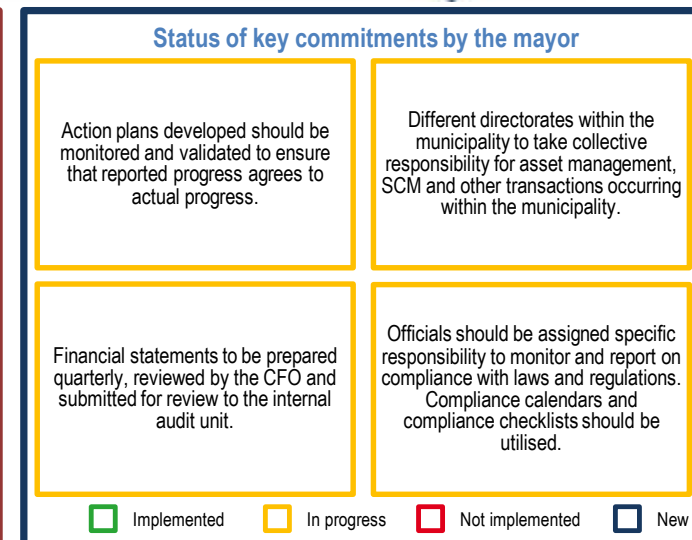 Status of key commitments by the mayor
Action plans developed should be
monitored and validated to ensure
that reported progress agrees to
actual progress.
Different directorates within the
municipality to take collective
responsibility for asset management,
SCM and other transactions occurring
within the municipality.
Financial statements to be prepared
quarterly, reviewed by the CFO and
submitted for review to the internal
audit unit.
Officials should be assigned specific
responsibility to monitor and report on
compliance with laws and regulations.
Compliance calendars and
compliance checklists should be
utilised.
Implemented In progress Not implemented New